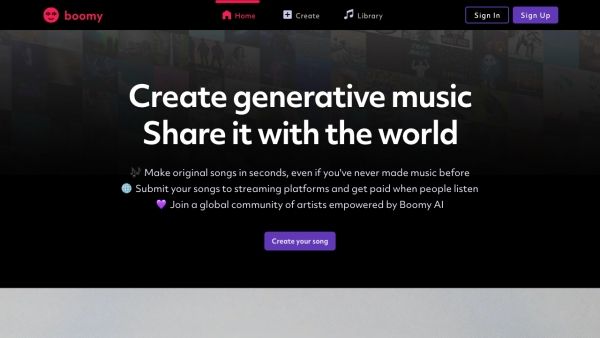 boomy
Home
Create
Library
Sign In
Sign Up
Create generative music
Share it with the world
Make original songs in seconds, even if you've never made music before
Submit your songs to streaming platforms and get paid when people listen
Join a global community of artists empowered by Boomy AI
Create your song